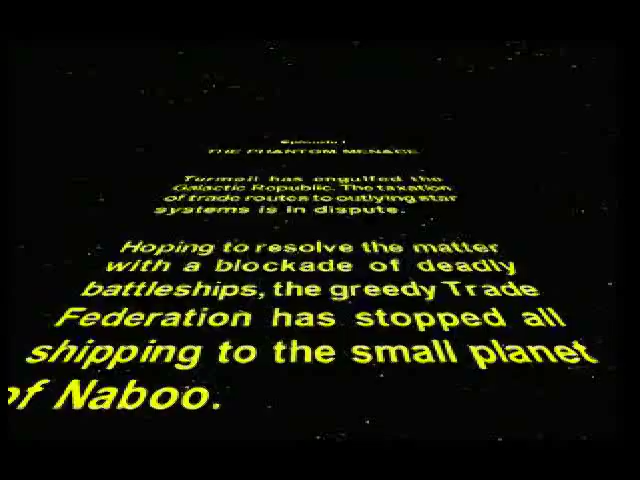 Episode I
THE PHANTOM MENACE
Turmoil has engulfed the
Galactic Republic. The taxation
of trade routes to outlying star
systems is in dispute.
Hoping to resolve the matter
with a blockade of deadly
battleships, the greedy Trade
Federation has stopped all
shipping to the small planet
of Naboo.